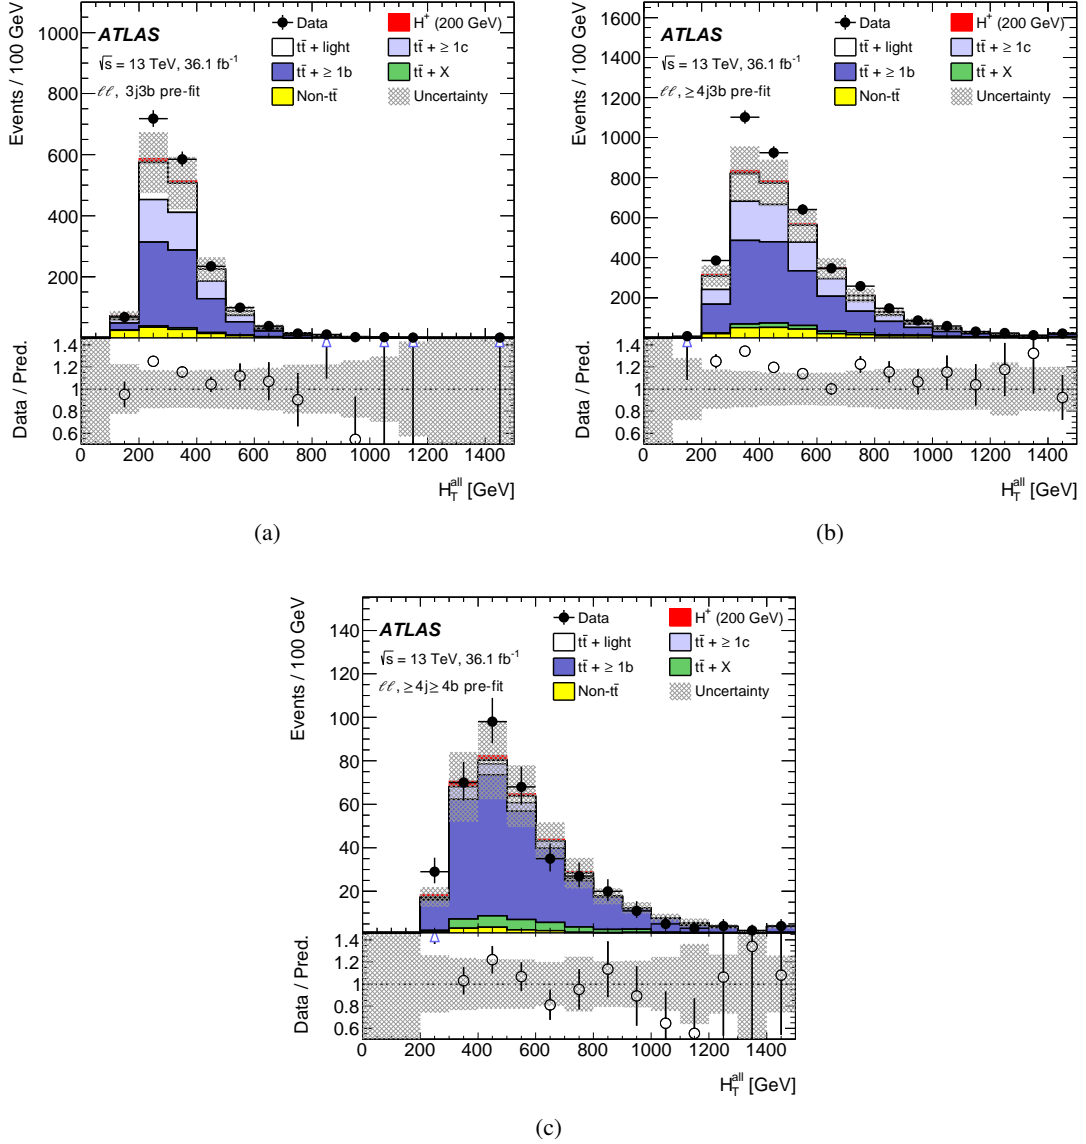 Events / 100 GeV
1000
800
600
400
200
ATLAS
√s = 13 TeV, 36.1 fb⁻¹
ℓℓ, 3j3b pre-fit
Data
H⁺ (200 GeV)
tt̄ + light
tt̄ + ≥ 1c
tt̄ + ≥ 1b
tt̄ + X
Non-tt̄
Uncertainty
Data / Pred.
1.4
1.2
1
0.8
0.6
0 200 400 600 800 1000 1200 1400
H_T^all [GeV]
(a)
Events / 100 GeV
1600
1400
1200
1000
800
600
400
200
ATLAS
√s = 13 TeV, 36.1 fb⁻¹
ℓℓ, ≥4j3b pre-fit
Data
H⁺ (200 GeV)
tt̄ + light
tt̄ + ≥ 1c
tt̄ + ≥ 1b
tt̄ + X
Non-tt̄
Uncertainty
Data / Pred.
1.4
1.2
1
0.8
0.6
0 200 400 600 800 1000 1200 1400
H_T^all [GeV]
(b)
Events / 100 GeV
140
120
100
80
60
40
20
ATLAS
√s = 13 TeV, 36.1 fb⁻¹
ℓℓ, ≥4j≥4b pre-fit
Data
H⁺ (200 GeV)
tt̄ + light
tt̄ + ≥ 1c
tt̄ + ≥ 1b
tt̄ + X
Non-tt̄
Uncertainty
Data / Pred.
1.4
1.2
1
0.8
0.6
0 200 400 600 800 1000 1200 1400
H_T^all [GeV]
(c)